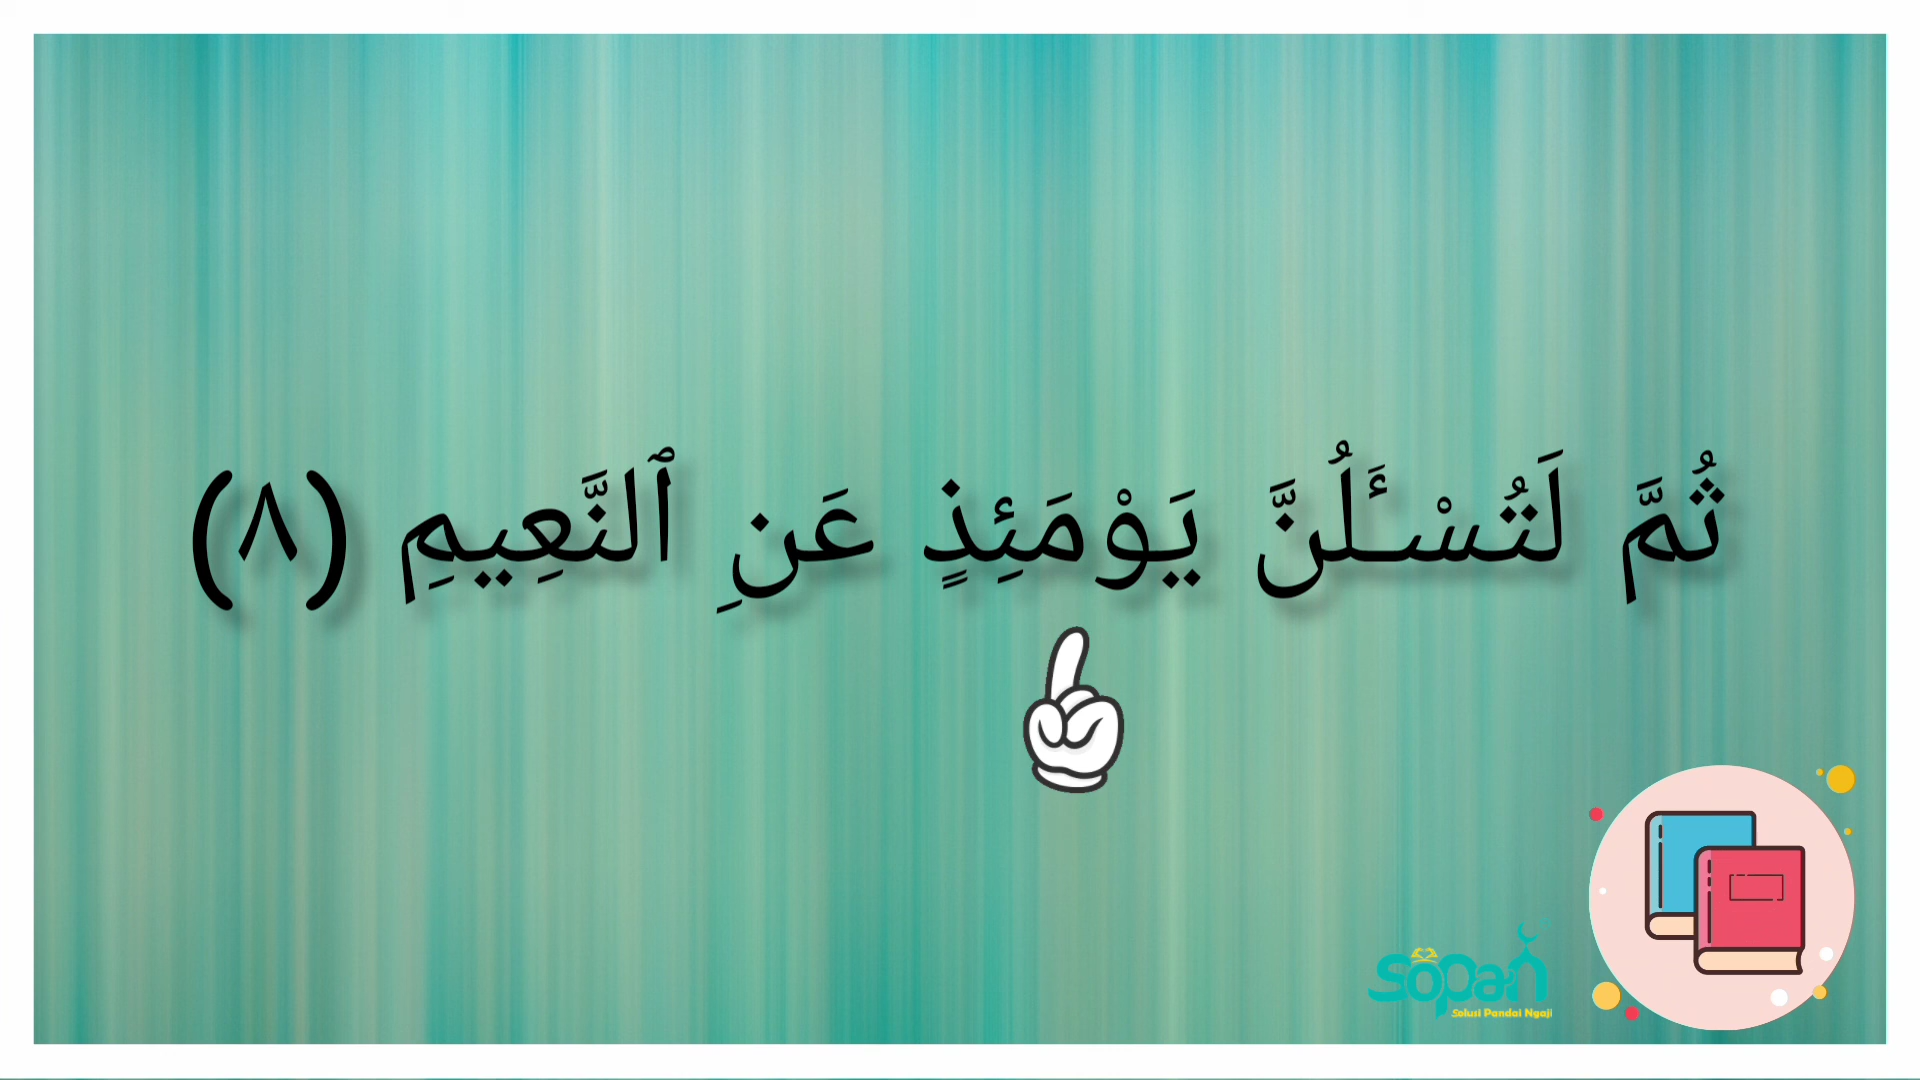 ثُمَّ لَتُسْـَٔلُنَّ يَوْمَئِذٍ عَنِ ٱلنَّعِيمِ (٨)
sopan
Solusi Pandai Ngaji